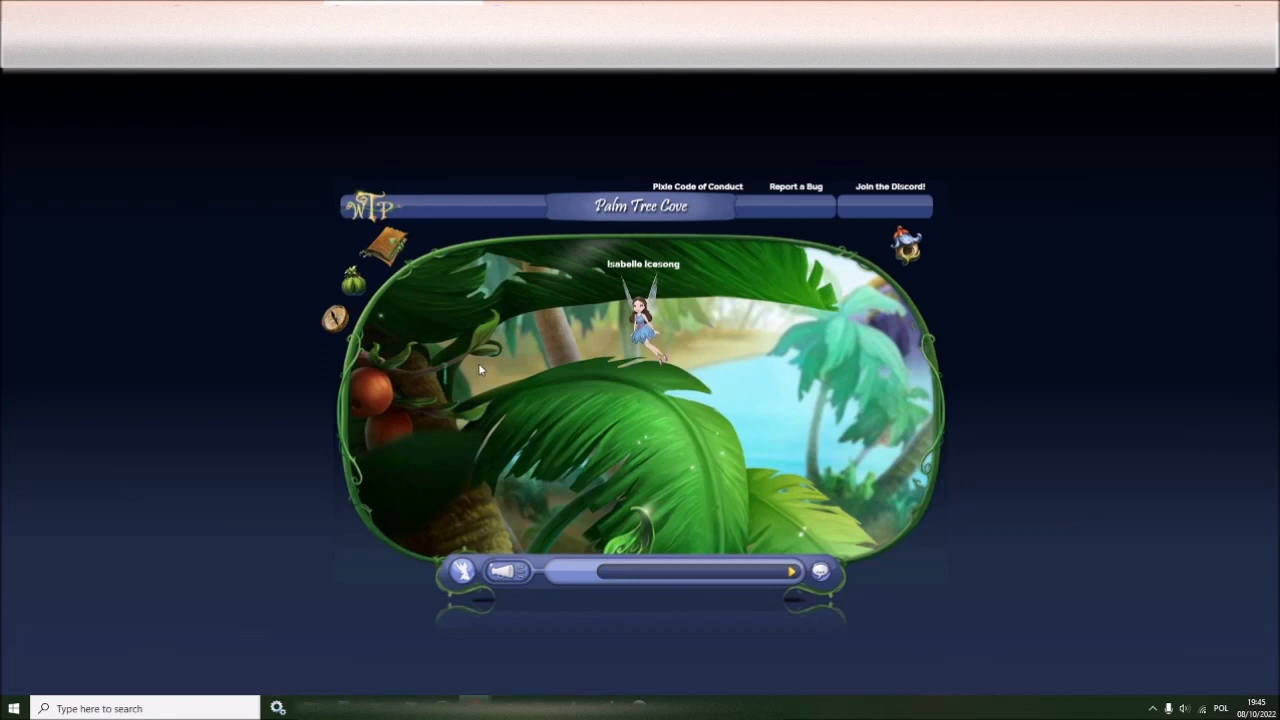 Pixie Code of Conduct Report a Bug Join the Discord!
WTP
Palm Tree Cove
Isabelle Icesong
Type here to search
POL
19:45
08/10/2022